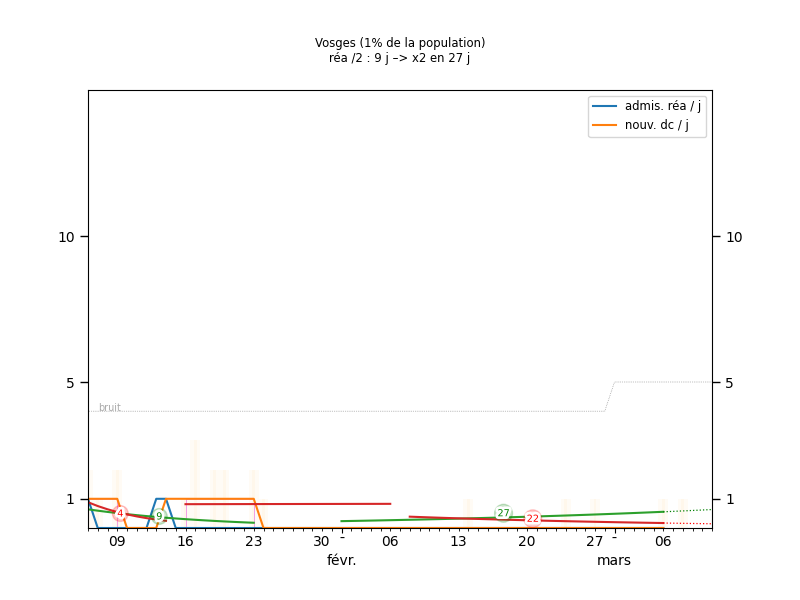 Vosges (1% de la population)
réa /2 : 9 j –> x2 en 27 j
admis. réa / j
nouv. dc / j
10 10
5 5
bruit
1 1
4 9 27 22
09 16 23 30 - 06 13 20 27 - 06
févr. mars